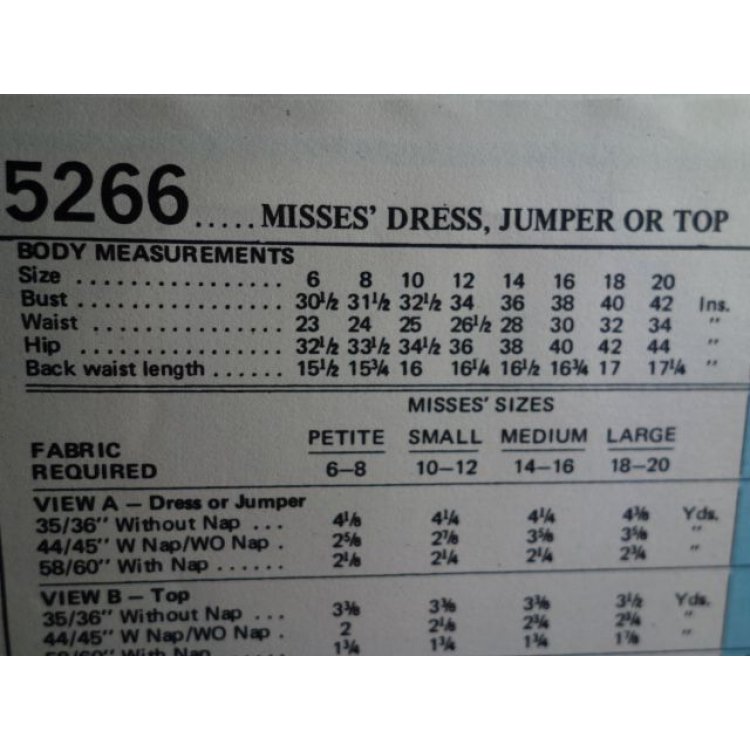 5266.....MISSES' DRESS, JUMPER OR TOP
BODY MEASUREMENTS
Size ................ 6 8 10 12 14 16 18 20
Bust ................ 30½ 31½ 32½ 34 36 38 40 42 Ins.
Waist ............... 23 24 25 26½ 28 30 32 34 "
Hip ................. 32½ 33½ 34½ 36 38 40 42 44 "
Back waist length ...... 15½ 15¾ 16 16¼ 16½ 16¾ 17 17¼ "
MISSES' SIZES
FABRIC REQUIRED PETITE 6–8 SMALL 10–12 MEDIUM 14–16 LARGE 18–20
VIEW A – Dress or Jumper
35/36" Without Nap ... 4⅛ 4¼ 4¼ 4⅜ Yds.
44/45" W Nap/WO Nap . 2⅝ 2⅞ 3⅝ 3⅝ "
58/60" With Nap ...... 2⅛ 2¼ 2¼ 2¾ "
VIEW B – Top
35/36" Without Nap ... 3⅜ 3⅜ 3⅜ 3½ Yds.
44/45" W Nap/WO Nap . 2 2⅛ 2¾ 2¾ "
58/60" With Nap 1¾ 1¾ 1¾ 1⅞